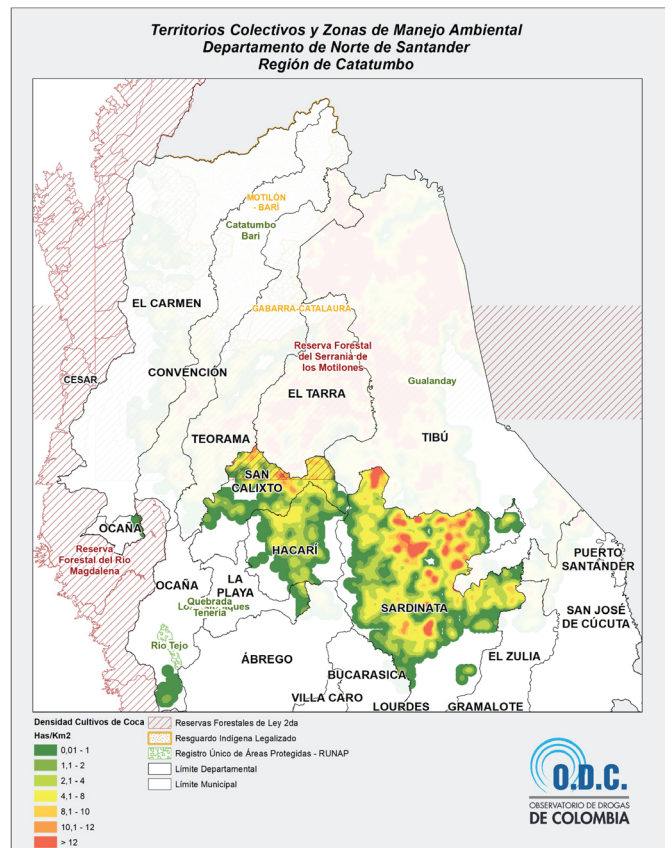 Territorios Colectivos y Zonas de Manejo Ambiental
Departamento de Norte de Santander
Región de Catatumbo
MOTILÓN
- BARÍ
Catatumbo
Barí
EL CARMEN
GABARRA-CATALAURA
Reserva Forestal
del Serranía de
los Motilones
CESAR
CONVENCIÓN
Gualanday
EL TARRA
TEORAMA
TIBÚ
SAN
CALIXTO
OCAÑA
Reserva
Forestal del Río
Magdalena
HACARÍ
PUERTO
SANTANDER
OCAÑA
LA
PLAYA
Quebrada
Tenería
SARDINATA
SAN JOSÉ
DE CÚCUTA
Río Tejo
ÁBREGO
EL ZULIA
BUCARASICA
VILLA CARO
LOURDES
GRAMALOTE
Densidad Cultivos de Coca
Has/Km2
0,01 - 1
1,1 - 2
2,1 - 4
4,1 - 8
8,1 - 10
10,1 - 12
> 12
Reservas Forestales de Ley 2da
Resguardo Indígena Legalizado
Registro Único de Áreas Protegidas - RUNAP
Límite Departamental
Límite Municipal
O.D.C.
OBSERVATORIO DE DROGAS
DE COLOMBIA